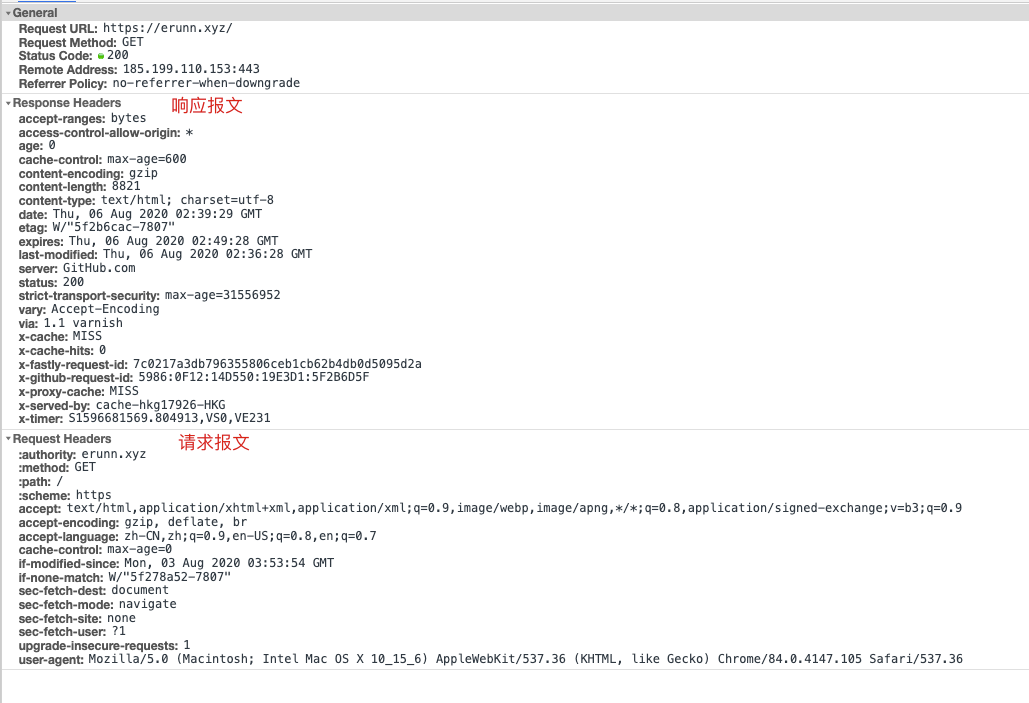 General
Request URL: https://erunn.xyz/
Request Method: GET
Status Code: 200
Remote Address: 185.199.110.153:443
Referrer Policy: no-referrer-when-downgrade
Response Headers 响应报文
accept-ranges: bytes
access-control-allow-origin: *
age: 0
cache-control: max-age=600
content-encoding: gzip
content-length: 8821
content-type: text/html; charset=utf-8
date: Thu, 06 Aug 2020 02:39:29 GMT
etag: W/"5f2b6cac-7807"
expires: Thu, 06 Aug 2020 02:49:28 GMT
last-modified: Thu, 06 Aug 2020 02:36:28 GMT
server: GitHub.com
status: 200
strict-transport-security: max-age=31556952
vary: Accept-Encoding
via: 1.1 varnish
x-cache: MISS
x-cache-hits: 0
x-fastly-request-id: 7c0217a3db796355806ceb1cb62b4db0d5095d2a
x-github-request-id: 5986:0F12:14D550:19E3D1:5F2B6D5F
x-proxy-cache: MISS
x-served-by: cache-hkg17926-HKG
x-timer: S1596681569.804913,VS0,VE231
Request Headers 请求报文
:authority: erunn.xyz
:method: GET
:path: /
:scheme: https
accept: text/html,application/xhtml+xml,application/xml;q=0.9,image/webp,image/apng,*/*;q=0.8,application/signed-exchange;v=b3;q=0.9
accept-encoding: gzip, deflate, br
accept-language: zh-CN,zh;q=0.9,en-US;q=0.8,en;q=0.7
cache-control: max-age=0
if-modified-since: Mon, 03 Aug 2020 03:53:54 GMT
if-none-match: W/"5f278a52-7807"
sec-fetch-dest: document
sec-fetch-mode: navigate
sec-fetch-site: none
sec-fetch-user: ?1
upgrade-insecure-requests: 1
user-agent: Mozilla/5.0 (Macintosh; Intel Mac OS X 10_15_6) AppleWebKit/537.36 (KHTML, like Gecko) Chrome/84.0.4147.105 Safari/537.36